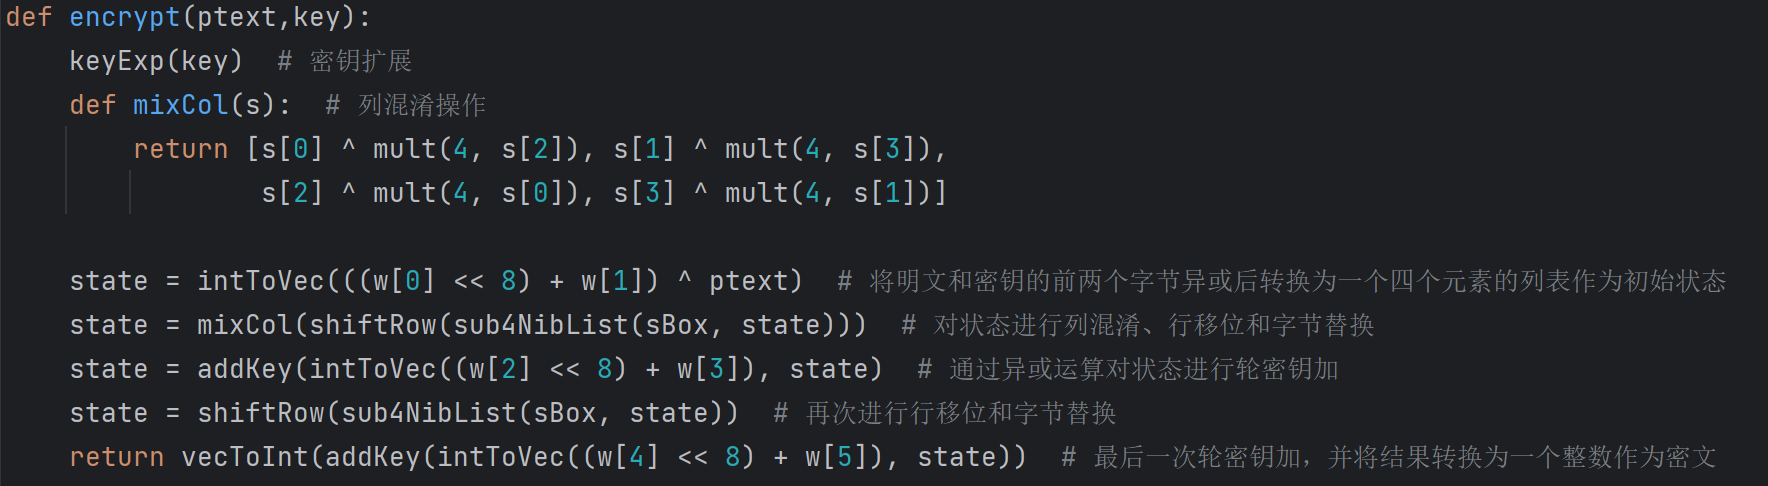 def encrypt(ptext,key):
    keyExp(key)  # 密钥扩展
    def mixCol(s):  # 列混淆操作
        return [s[0] ^ mult(4, s[2]), s[1] ^ mult(4, s[3]),
                s[2] ^ mult(4, s[0]), s[3] ^ mult(4, s[1])]

    state = intToVec(((w[0] << 8) + w[1]) ^ ptext)  # 将明文和密钥的前两个字节异或后转换为一个四个元素的列表作为初始状态
    state = mixCol(shiftRow(sub4NibList(sBox, state)))  # 对状态进行列混淆、行移位和字节替换
    state = addKey(intToVec((w[2] << 8) + w[3]), state)  # 通过异或运算对状态进行轮密钥加
    state = shiftRow(sub4NibList(sBox, state))  # 再次进行行移位和字节替换
    return vecToInt(addKey(intToVec((w[4] << 8) + w[5]), state))  # 最后一次轮密钥加，并将结果转换为一个整数作为密文